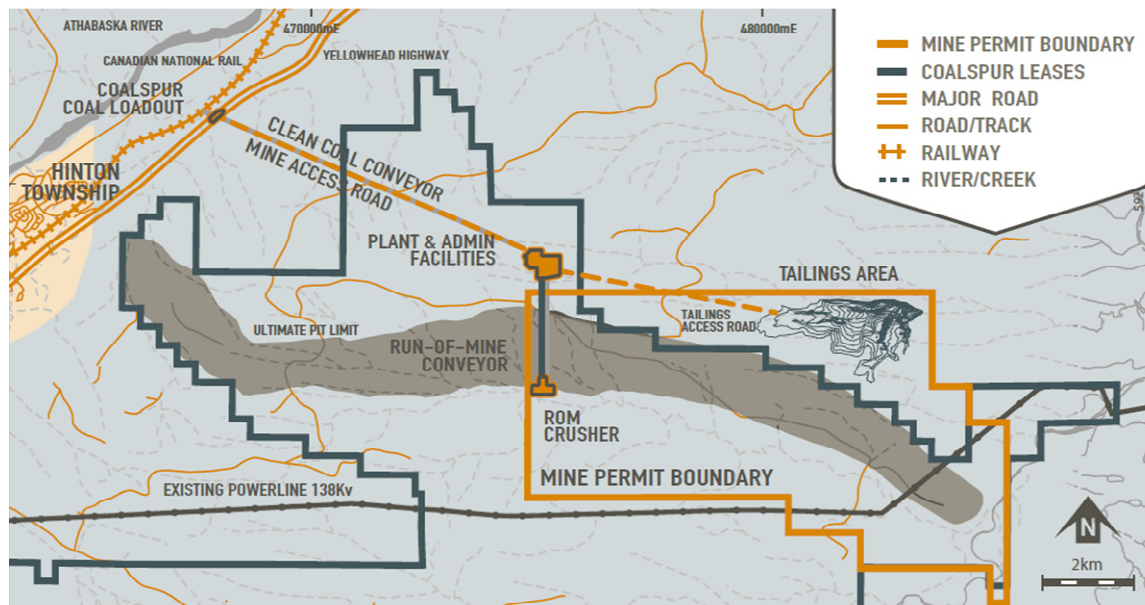 ATHABASKA RIVER
470000mE
480000mE
CANADIAN NATIONAL RAIL
YELLOWHEAD HIGHWAY
COALSPUR
COAL LOADOUT
MINE PERMIT BOUNDARY
COALSPUR LEASES
MAJOR ROAD
ROAD/TRACK
RAILWAY
RIVER/CREEK
CLEAN COAL CONVEYOR
MINE ACCESS ROAD
HINTON
TOWNSHIP
592
PLANT & ADMIN
FACILITIES
TAILINGS AREA
TAILINGS
ACCESS ROAD
ULTIMATE PIT LIMIT
RUN-OF-MINE
CONVEYOR
ROM
CRUSHER
MINE PERMIT BOUNDARY
EXISTING POWERLINE 138Kv
N
2km